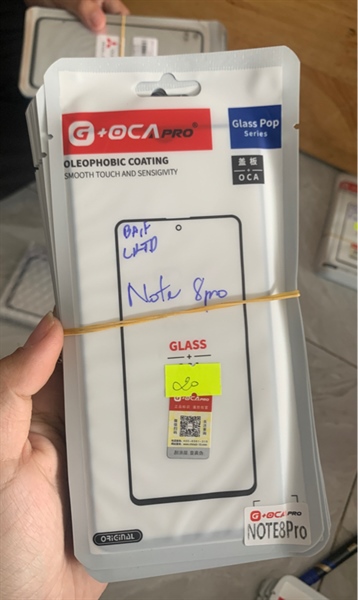 G+OCA PRO
Glass Pop
Series
OLEOPHOBIC COATING
SMOOTH TOUCH AND SENSIGIVITY
盖板
+
OCA
Note 8pro
GLASS
+
20
G+OCA PRO
ORIGINAL
G+OCA PRO
NOTE8Pro